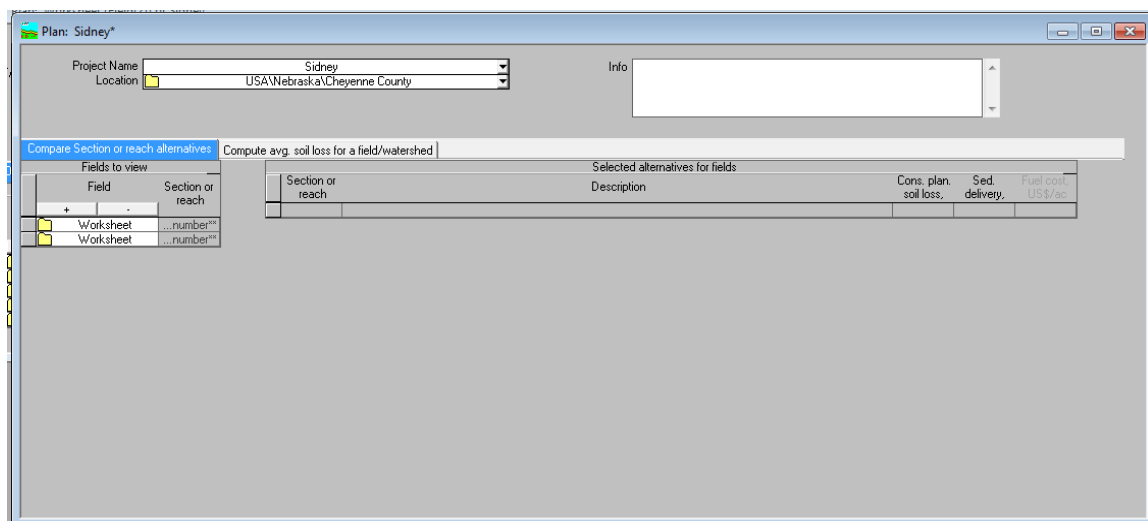 Plan: Sidney*
Project Name Sidney Info
Location USA\Nebraska\Cheyenne County
Compare Section or reach alternatives Compute avg. soil loss for a field/watershed
Fields to view Selected alternatives for fields
Field Section or reach Section or reach Description Cons. plan. soil loss, Sed. delivery, Fuel cost, US$/ac
+ -
Worksheet ...number**
Worksheet ...number**